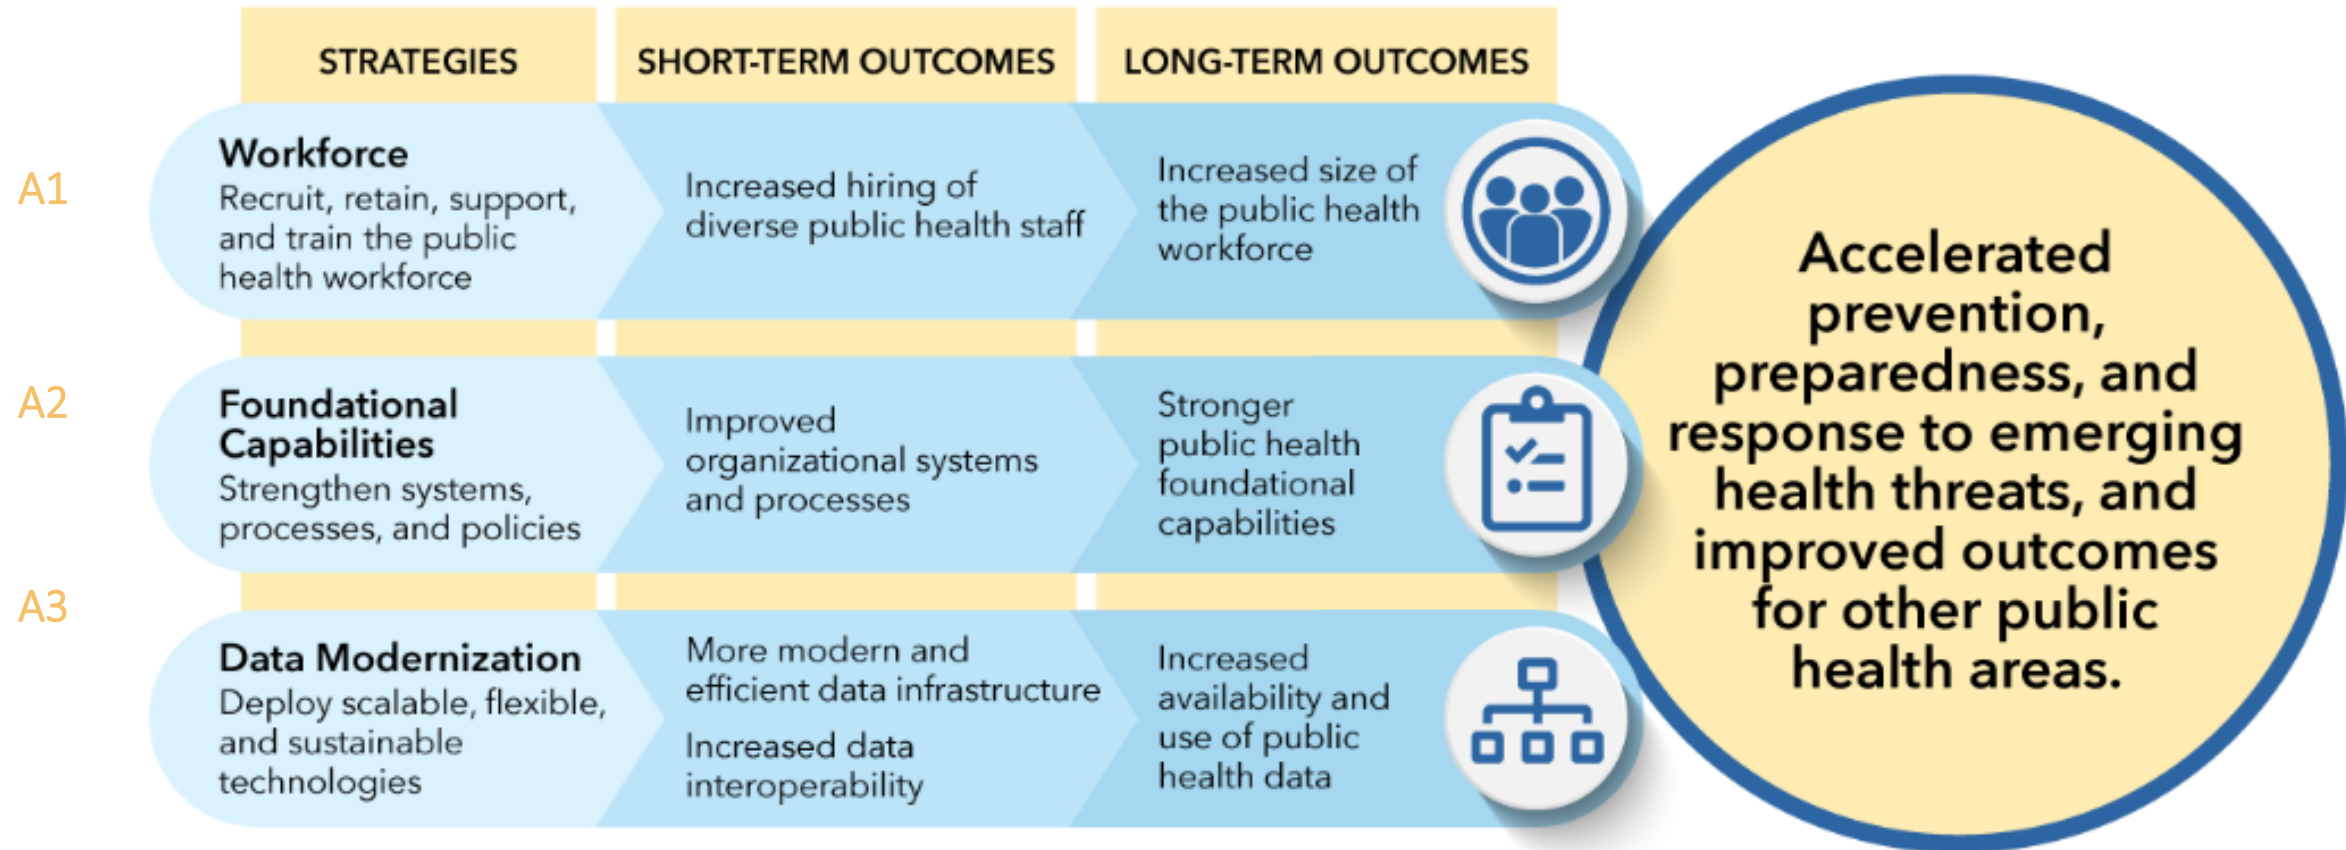 STRATEGIES
SHORT-TERM OUTCOMES
LONG-TERM OUTCOMES
A1
Workforce
Recruit, retain, support,
and train the public
health workforce
Increased hiring of
diverse public health staff
Increased size of
the public health
workforce
A2
Foundational
Capabilities
Strengthen systems,
processes, and policies
Improved
organizational systems
and processes
Stronger
public health
foundational
capabilities
A3
Data Modernization
Deploy scalable, flexible,
and sustainable
technologies
More modern and
efficient data infrastructure
Increased data
interoperability
Increased
availability and
use of public
health data
Accelerated
prevention,
preparedness, and
response to emerging
health threats, and
improved outcomes
for other public
health areas.